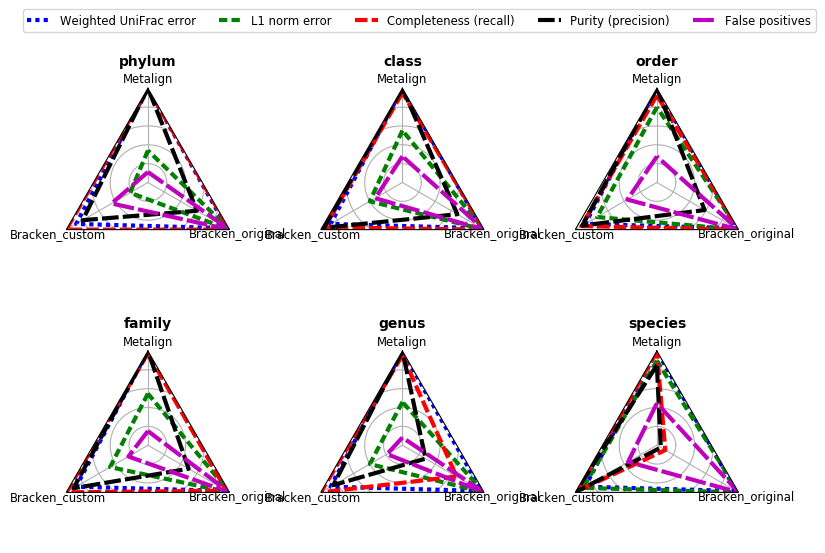 Weighted UniFrac error L1 norm error Completeness (recall) Purity (precision) False positives
phylum class order
Metalign Metalign Metalign
Bracken_custom Bracken_original Bracken_custom Bracken_original Bracken_custom Bracken_original
family genus species
Metalign Metalign Metalign
Bracken_custom Bracken_original Bracken_custom Bracken_original Bracken_custom Bracken_original